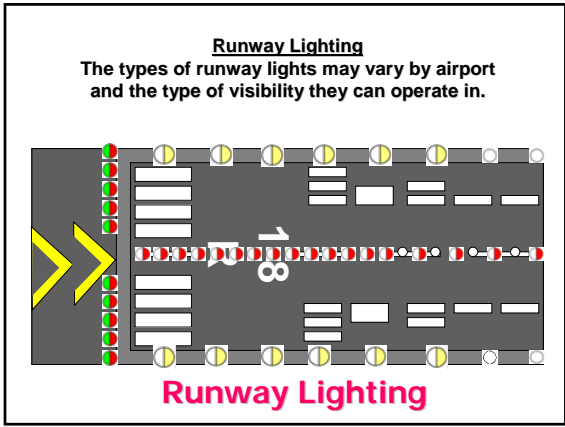 Runway Lighting
The types of runway lights may vary by airport
and the type of visibility they can operate in.
18
R
Runway Lighting